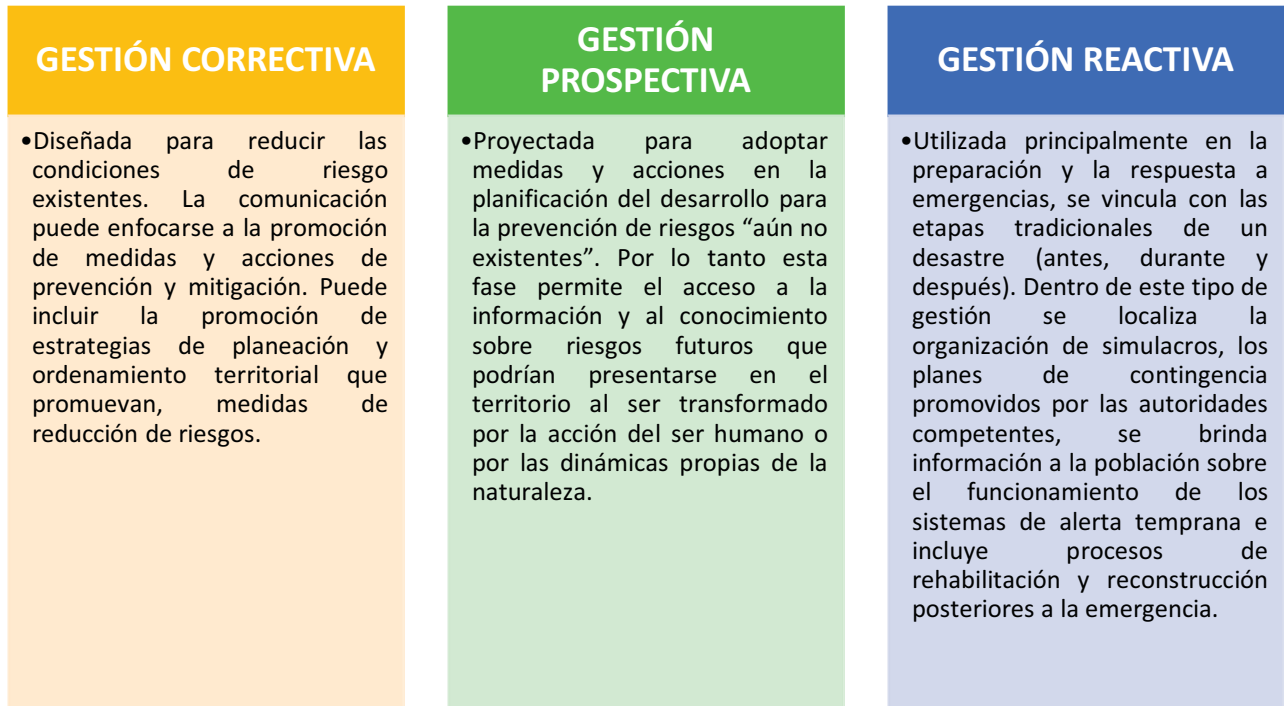 GESTIÓN CORRECTIVA
•Diseñada para reducir las
condiciones de riesgo
existentes. La comunicación
puede enfocarse a la promoción
de medidas y acciones de
prevención y mitigación. Puede
incluir la promoción de
estrategias de planeación y
ordenamiento territorial que
promuevan, medidas de
reducción de riesgos.
GESTIÓN
PROSPECTIVA
•Proyectada para adoptar
medidas y acciones en la
planificación del desarrollo para
la prevención de riesgos “aún no
existentes”. Por lo tanto esta
fase permite el acceso a la
información y al conocimiento
sobre riesgos futuros que
podrían presentarse en el
territorio al ser transformado
por la acción del ser humano o
por las dinámicas propias de la
naturaleza.
GESTIÓN REACTIVA
•Utilizada principalmente en la
preparación y la respuesta a
emergencias, se vincula con las
etapas tradicionales de un
desastre (antes, durante y
después). Dentro de este tipo de
gestión se localiza la
organización de simulacros, los
planes de contingencia
promovidos por las autoridades
competentes, se brinda
información a la población sobre
el funcionamiento de los
sistemas de alerta temprana e
incluye procesos de
rehabilitación y reconstrucción
posteriores a la emergencia.